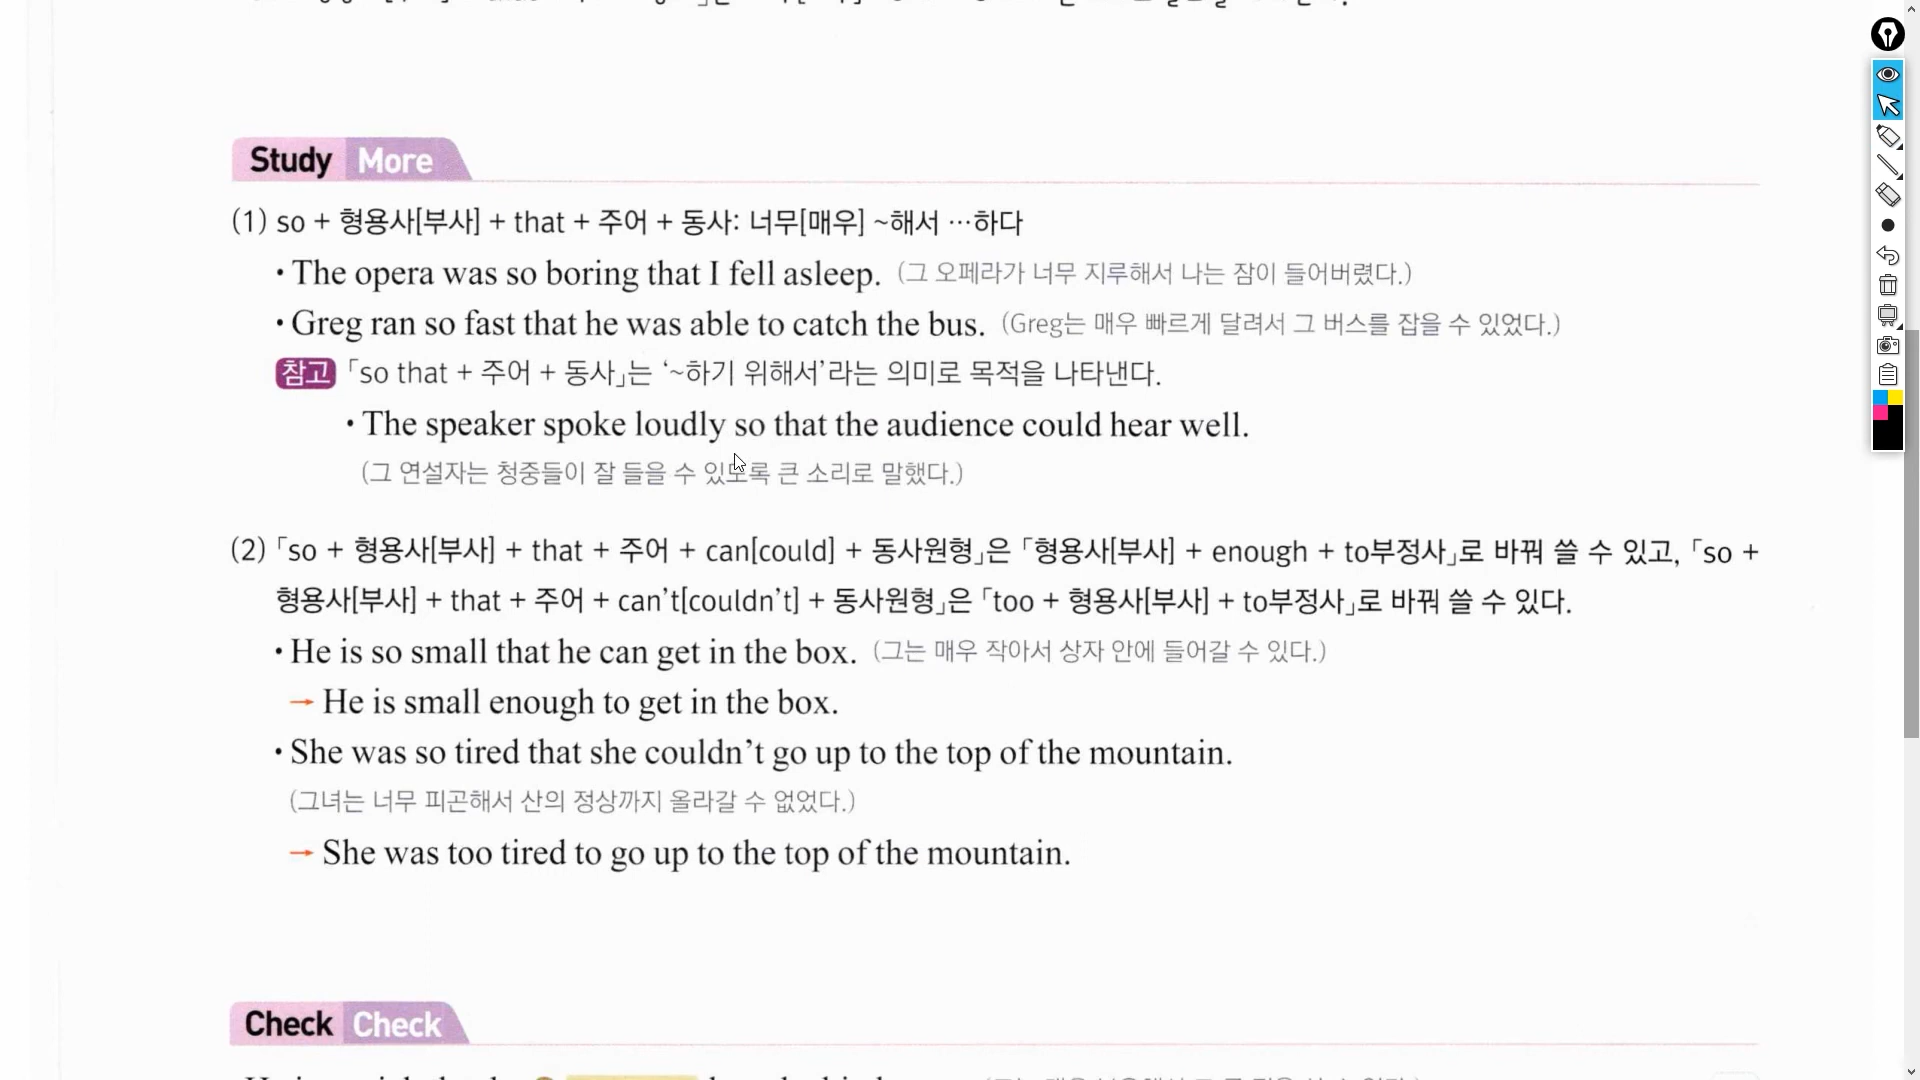 Study More
(1) so + 형용사[부사] + that + 주어 + 동사: 너무[매우] ~해서 …하다
• The opera was so boring that I fell asleep. (그 오페라가 너무 지루해서 나는 잠이 들어버렸다.)
• Greg ran so fast that he was able to catch the bus. (Greg는 매우 빠르게 달려서 그 버스를 잡을 수 있었다.)
참고 「so that + 주어 + 동사」는 ‘~하기 위해서’라는 의미로 목적을 나타낸다.
• The speaker spoke loudly so that the audience could hear well.
(그 연설자는 청중들이 잘 들을 수 있도록 큰 소리로 말했다.)
(2) 「so + 형용사[부사] + that + 주어 + can[could] + 동사원형」은 「형용사[부사] + enough + to부정사」로 바꿔 쓸 수 있고, 「so +
형용사[부사] + that + 주어 + can’t[couldn’t] + 동사원형」은 「too + 형용사[부사] + to부정사」로 바꿔 쓸 수 있다.
• He is so small that he can get in the box. (그는 매우 작아서 상자 안에 들어갈 수 있다.)
→ He is small enough to get in the box.
• She was so tired that she couldn’t go up to the top of the mountain.
(그녀는 너무 피곤해서 산의 정상까지 올라갈 수 없었다.)
→ She was too tired to go up to the top of the mountain.
Check Check